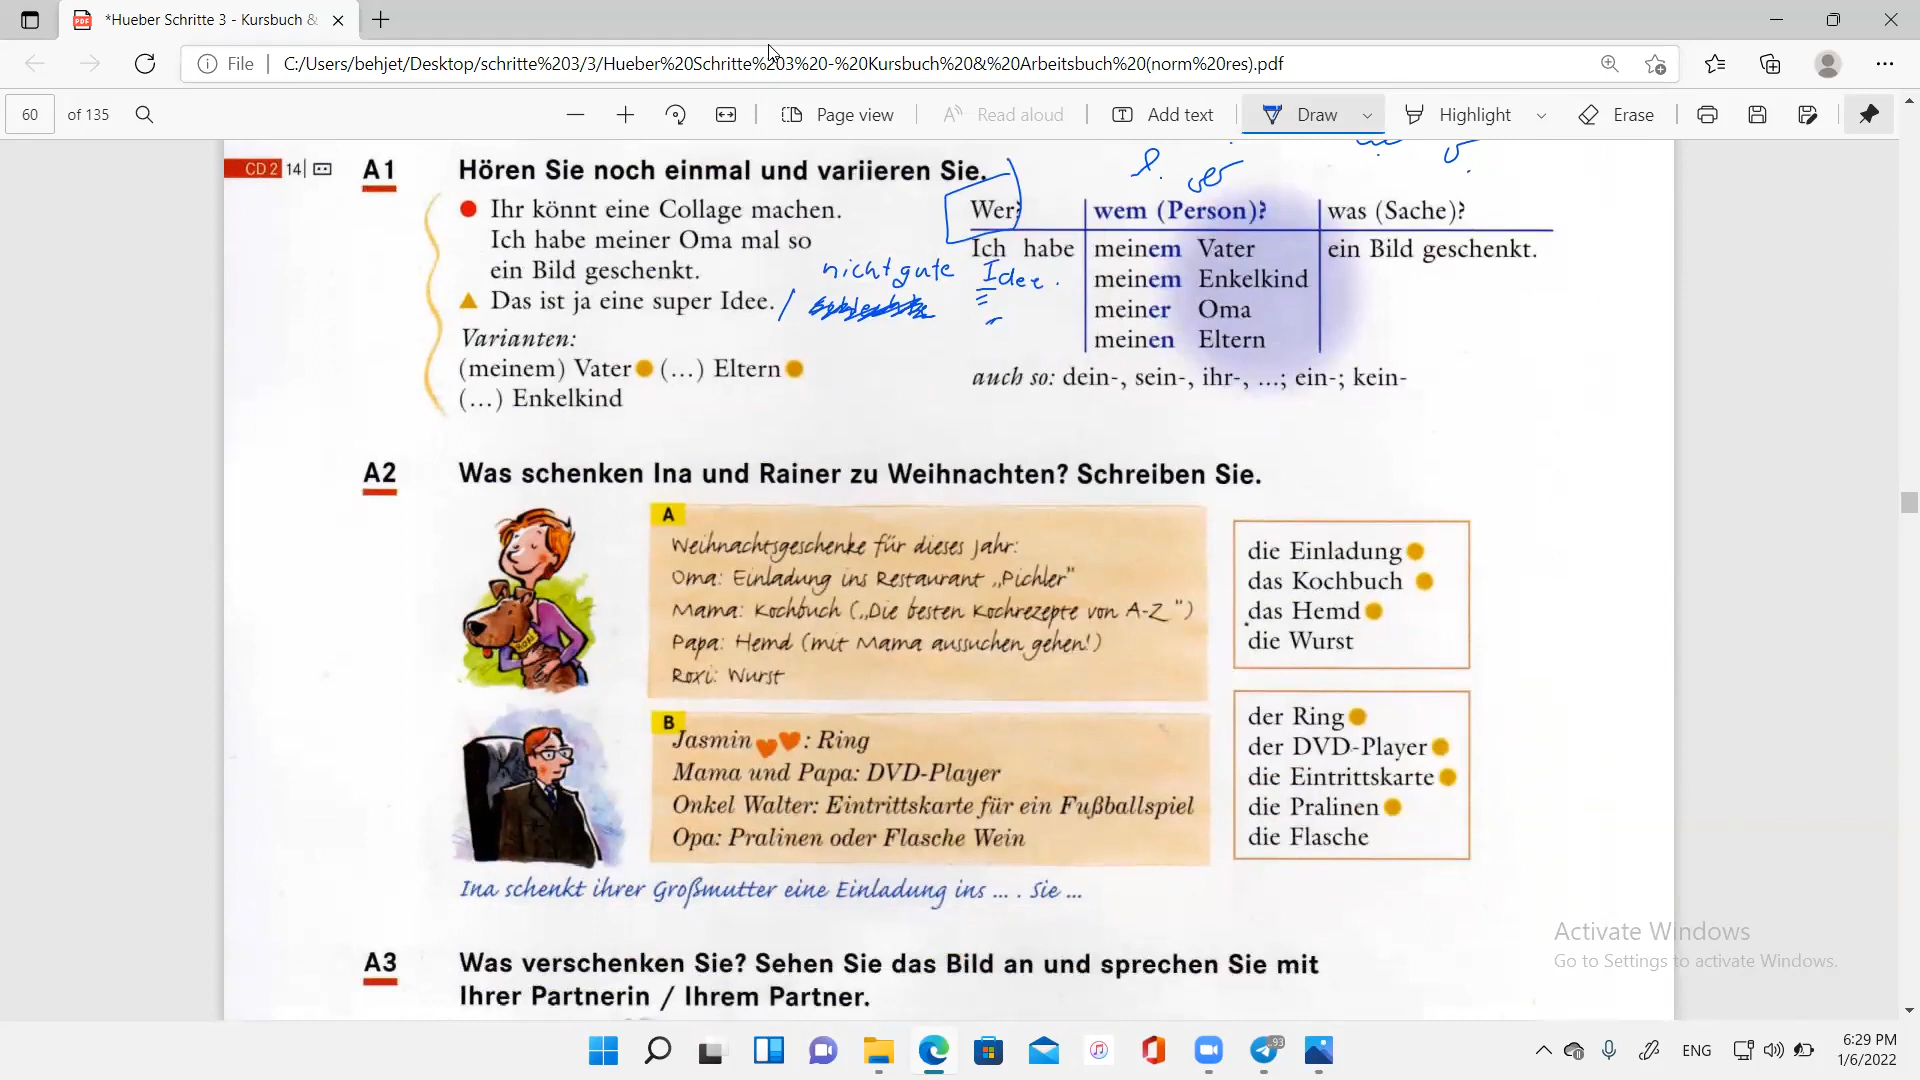 *Hueber Schritte 3 - Kursbuch &
File
C:/Users/behjet/Desktop/schritte%203/3/Hueber%20Schritte%203%20-%20Kursbuch%20&%20Arbeitsbuch%20(norm%20res).pdf
60 of 135
Page view
Read aloud
Add text
Draw
Highlight
Erase
CD 2 14
A1 Hören Sie noch einmal und variieren Sie.
Ihr könnt eine Collage machen.
Ich habe meiner Oma mal so
ein Bild geschenkt.
Das ist ja eine super Idee. /
nicht gute Idee.
Varianten:
(meinem) Vater (…) Eltern
(…) Enkelkind
Wer? wem (Person)? was (Sache)?
Ich habe meinem Vater ein Bild geschenkt.
meinem Enkelkind
meiner Oma
meinen Eltern
auch so: dein-, sein-, ihr-, …; ein-; kein-
A2 Was schenken Ina und Rainer zu Weihnachten? Schreiben Sie.
A
Weihnachtsgeschenke für dieses Jahr:
Oma: Einladung ins Restaurant „Pichler"
Mama: Kochbuch („Die besten Kochrezepte von A-Z")
Papa: Hemd (mit Mama aussuchen gehen!)
Roxi: Wurst
die Einladung
das Kochbuch
das Hemd
die Wurst
B
Jasmin : Ring
Mama und Papa: DVD-Player
Onkel Walter: Eintrittskarte für ein Fußballspiel
Opa: Pralinen oder Flasche Wein
der Ring
der DVD-Player
die Eintrittskarte
die Pralinen
die Flasche
Ina schenkt ihrer Großmutter eine Einladung ins … . Sie …
A3 Was verschenken Sie? Sehen Sie das Bild an und sprechen Sie mit
Ihrer Partnerin / Ihrem Partner.
Activate Windows
Go to Settings to activate Windows.
93
ENG
6:29 PM
1/6/2022